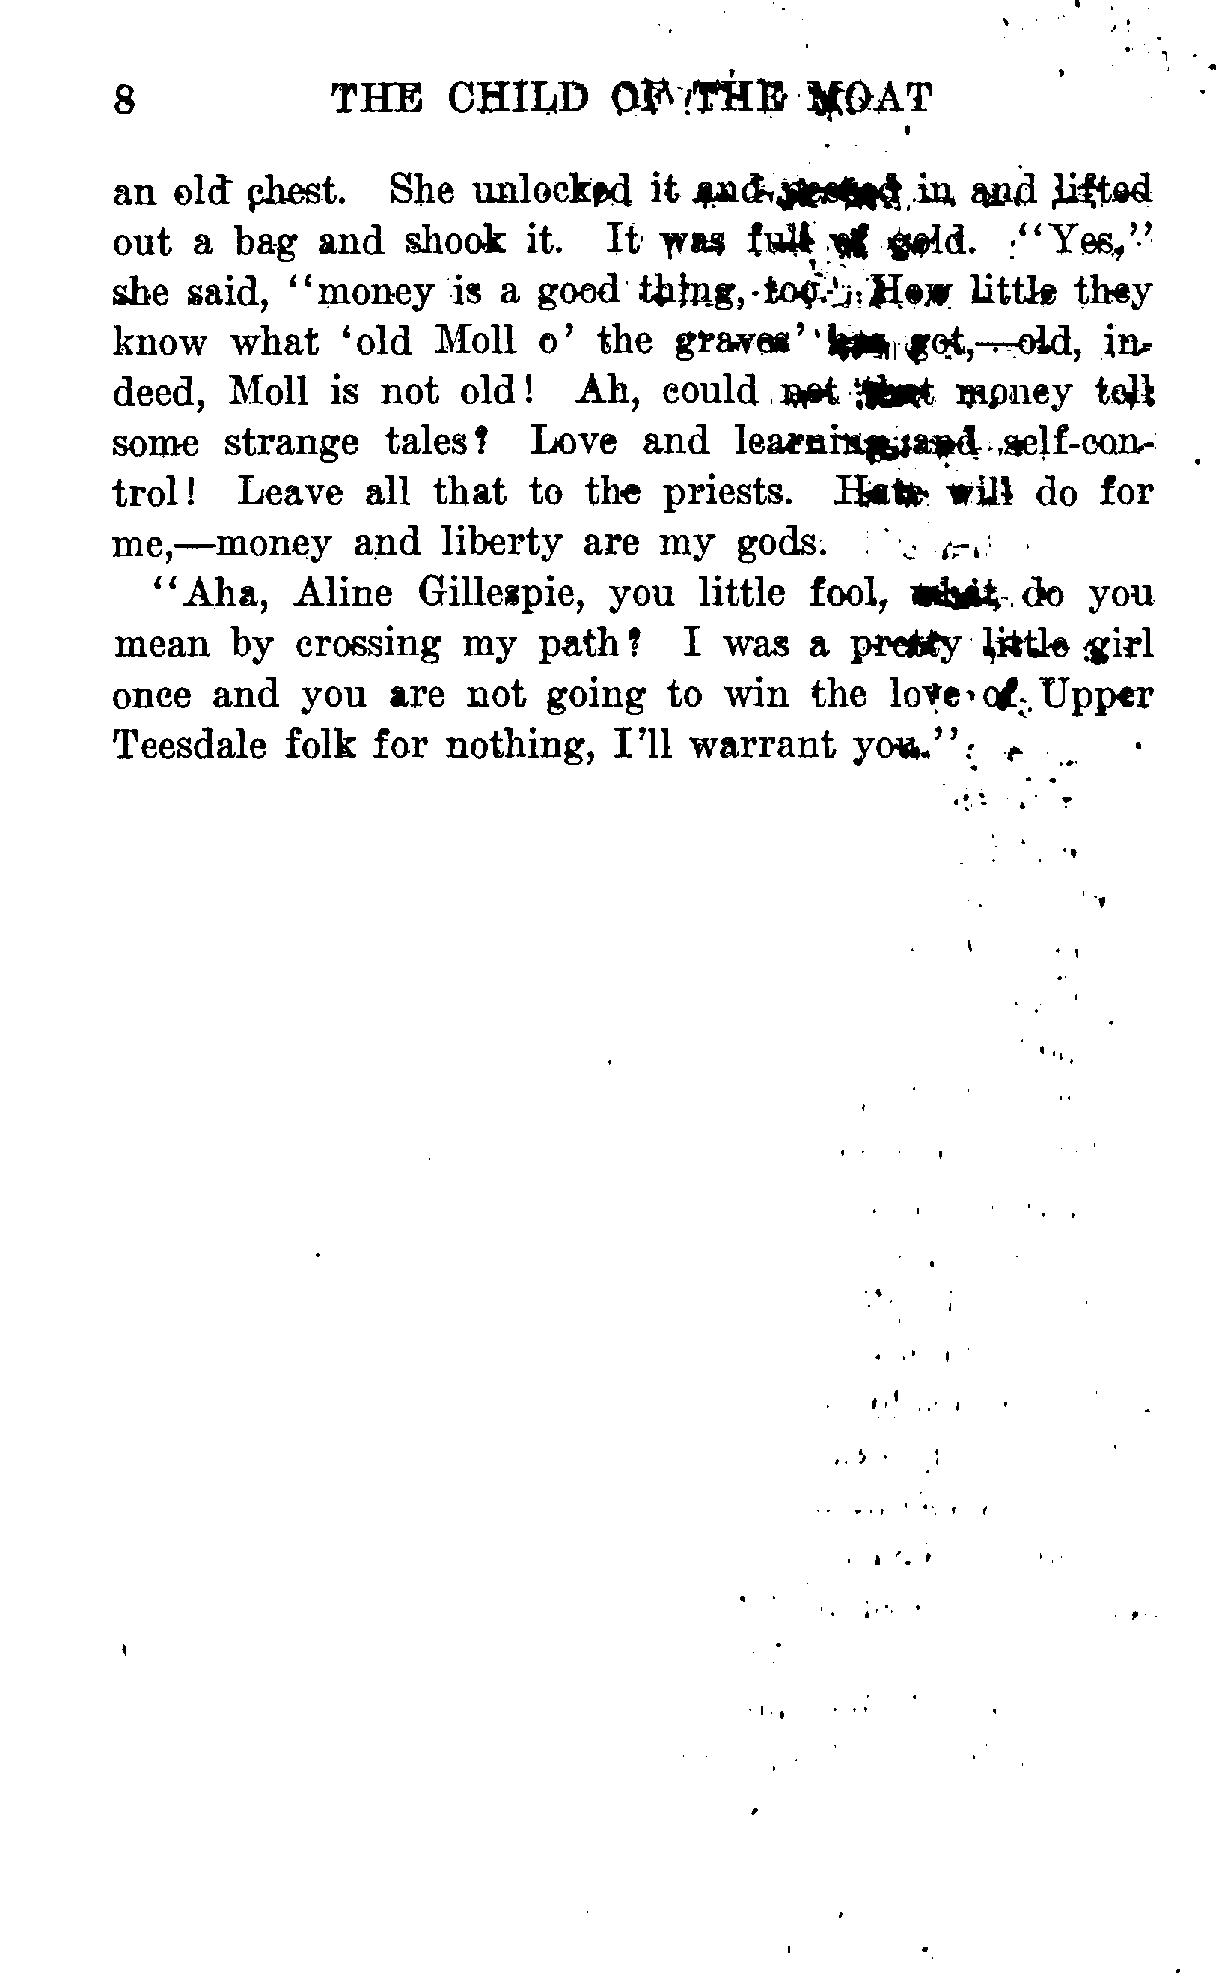 8 THE CHILD OF THE MOAT
an old chest. She unlocked it and in and lifted
out a bag and shook it. It was full of gold. "Yes,"
she said, "money is a good thing, too. How little they
know what 'old Moll o' the graves' has got,—old, in-
deed, Moll is not old! Ah, could not that money tell
some strange tales? Love and learning and self-con-
trol! Leave all that to the priests. Hate will do for
me,—money and liberty are my gods.
"Aha, Aline Gillespie, you little fool, what do you
mean by crossing my path? I was a pretty little girl
once and you are not going to win the love of Upper
Teesdale folk for nothing, I'll warrant you."